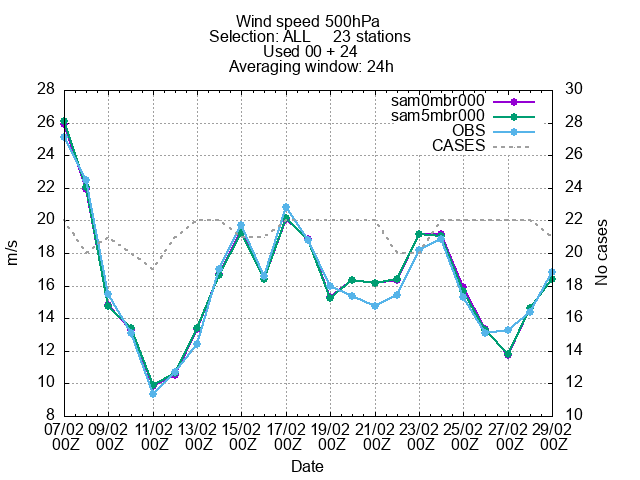 Wind speed 500hPa
Selection: ALL     23 stations
Used 00 + 24
Averaging window: 24h
28 30
26 28
24 26
22 24
20 22
18 20
16 18
14 16
12 14
10 12
8 10
sam0mbr000
sam5mbr000
OBS
CASES
m/s
No cases
07/02 09/02 11/02 13/02 15/02 17/02 19/02 21/02 23/02 25/02 27/02 29/02
00Z 00Z 00Z 00Z 00Z 00Z 00Z 00Z 00Z 00Z 00Z 00Z
Date